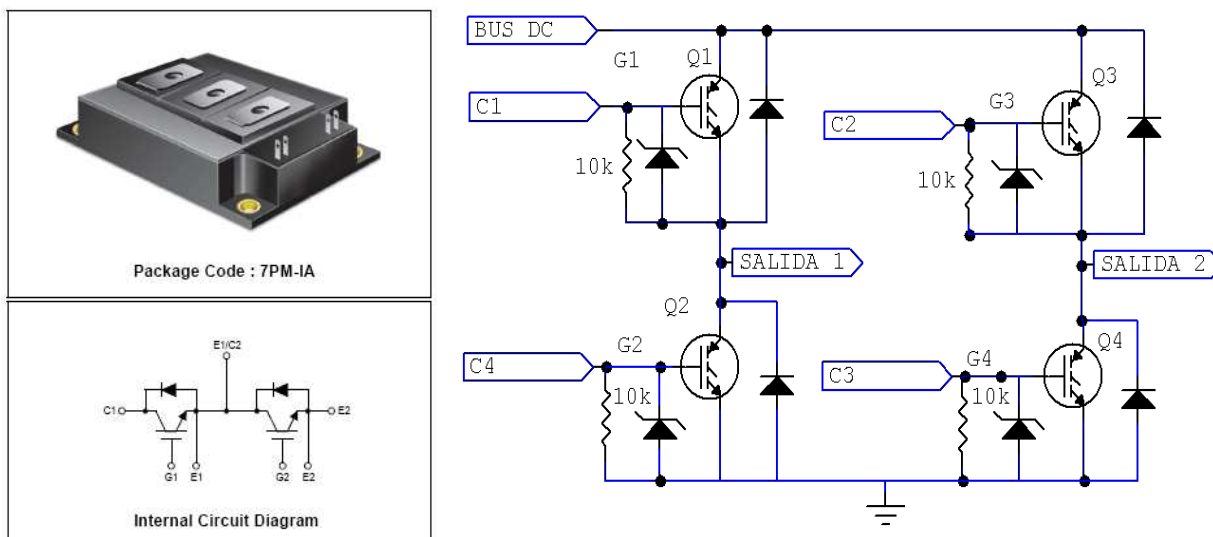 Package Code : 7PM-IA
E1/C2
C1
E2
G1
E1
G2
E2
Internal Circuit Diagram
BUS DC
G1
Q1
C1
10k
G3
Q3
C2
10k
SALIDA 1
SALIDA 2
Q2
G2
C4
10k
Q4
G4
C3
10k